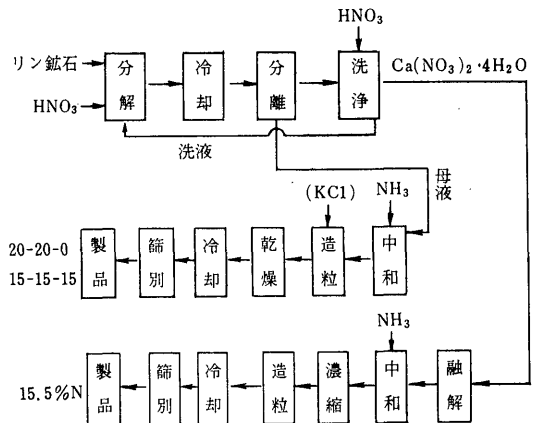 HNO3
リン鉱石
HNO3
分解
冷却
分離
洗浄
Ca(NO3)2·4H2O
洗液
母液
(KCl)
NH3
20-20-0
15-15-15
製品
篩別
冷却
乾燥
造粒
中和
NH3
15.5%N
製品
篩別
冷却
造粒
濃縮
中和
融解